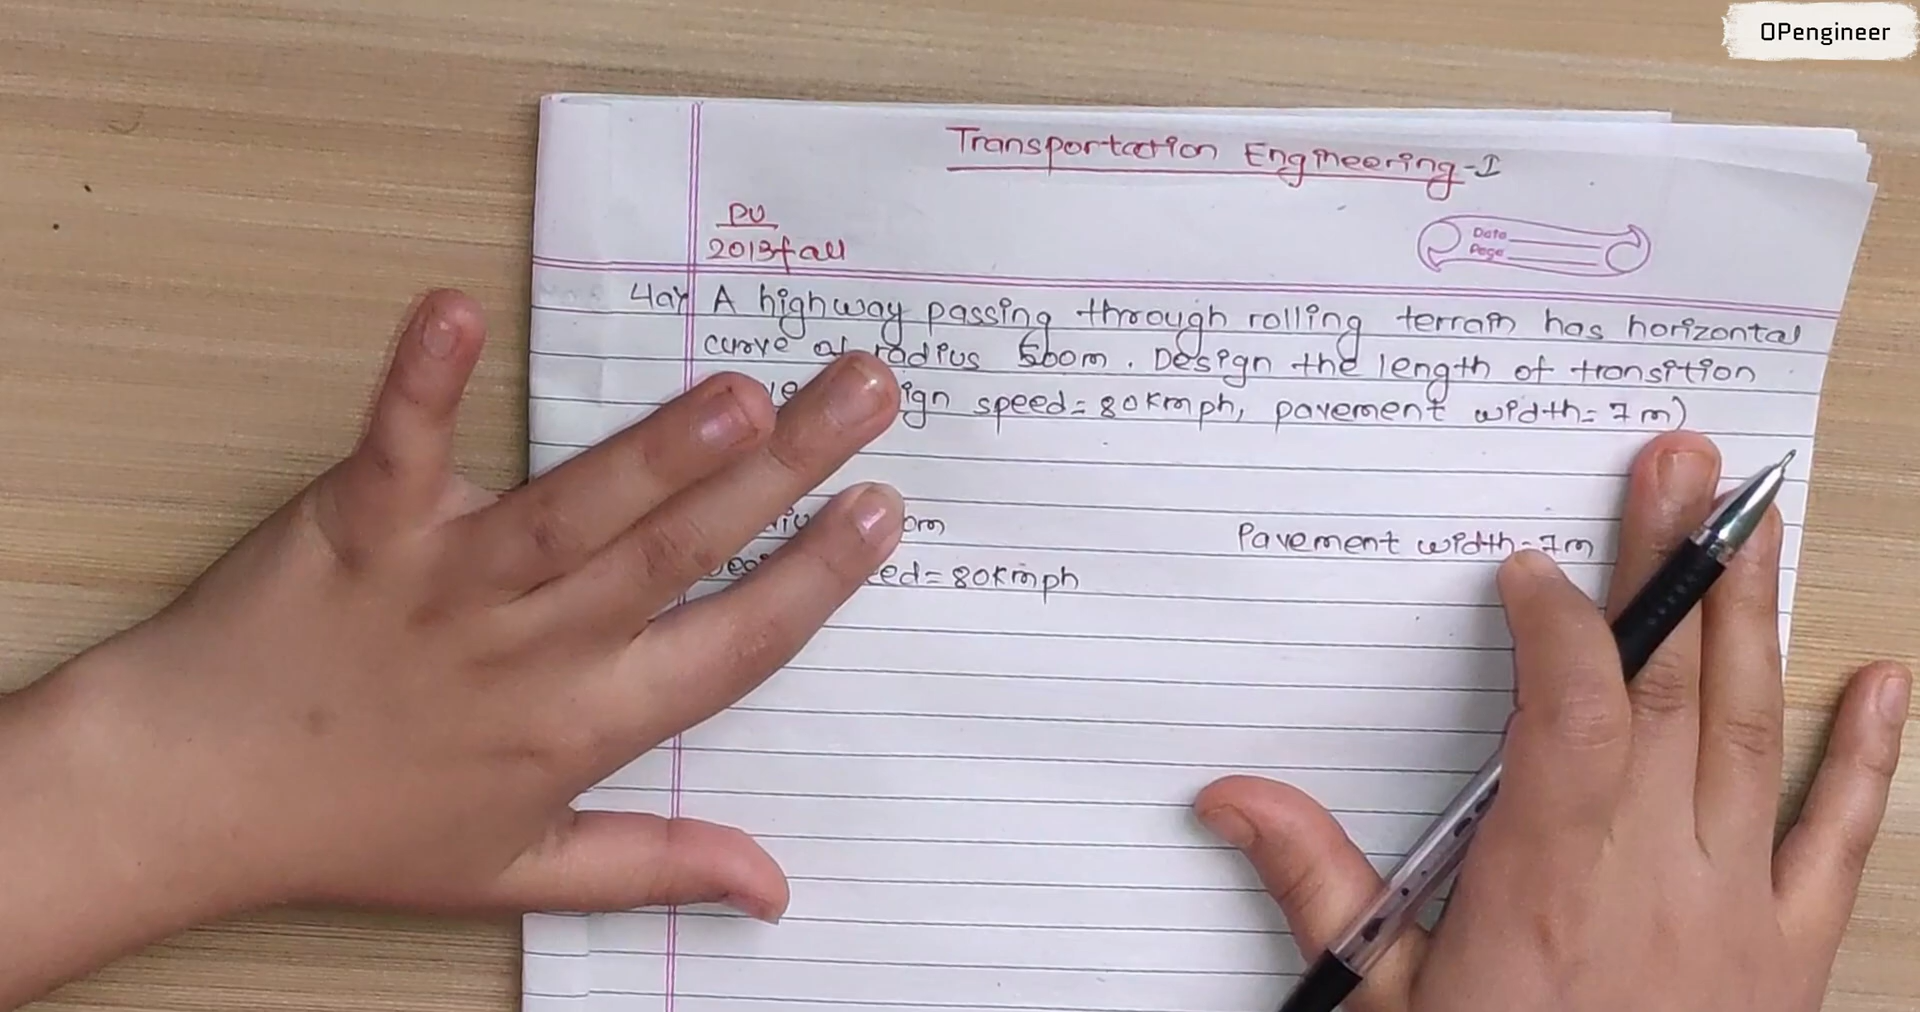 OPengineer
Transportation Engineering-I
PU
2013 fall
Date
Page
4a) A highway passing through rolling terrain has horizontal
curve of radius 500m. Design the length of transition
speed = 80kmph, pavement width = 7m)
Pavement width = 7m
= 80kmph